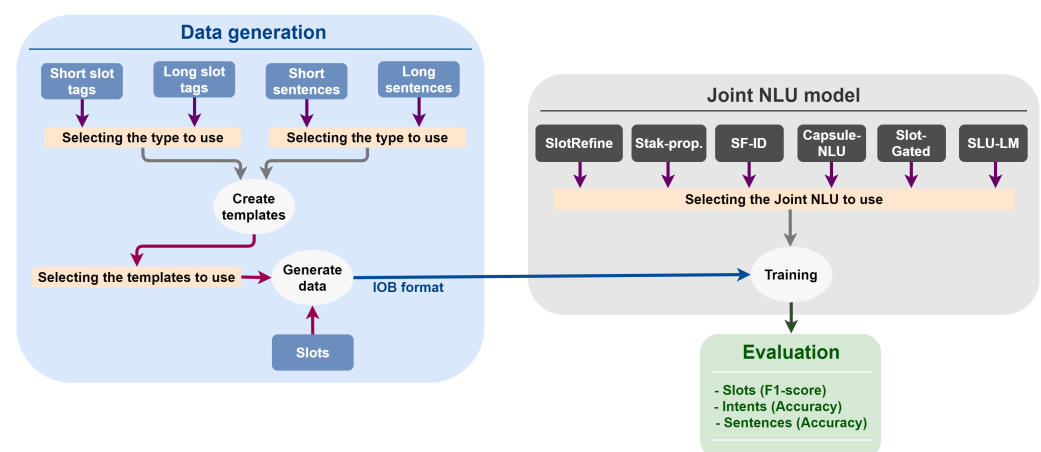 Data generation
Short slot
tags
Long slot
tags
Short
sentences
Long
sentences
Selecting the type to use
Selecting the type to use
Create
templates
Selecting the templates to use
Generate
data
IOB format
Slots
Joint NLU model
SlotRefine
Stak-prop.
SF-ID
Capsule-
NLU
Slot-
Gated
SLU-LM
Selecting the Joint NLU to use
Training
Evaluation
- Slots (F1-score)
- Intents (Accuracy)
- Sentences (Accuracy)